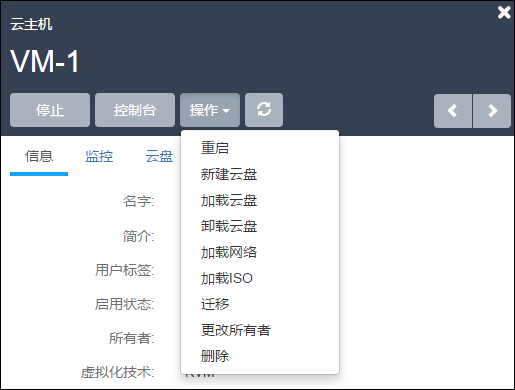 云主机
VM-1
停止 控制台 操作
信息 监控 云盘
重启
新建云盘
加载云盘
卸载云盘
加载网络
加载ISO
迁移
更改所有者
删除
名字:
简介:
用户标签:
启用状态:
所有者:
虚拟化技术: KVM